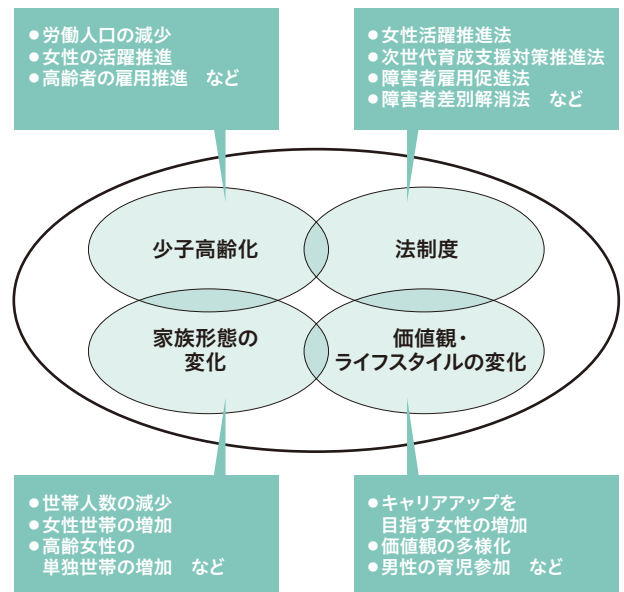 ●労働人口の減少
●女性の活躍推進
●高齢者の雇用推進　など
●女性活躍推進法
●次世代育成支援対策推進法
●障害者雇用促進法
●障害者差別解消法　など
少子高齢化
法制度
家族形態の
変化
価値観・
ライフスタイルの変化
●世帯人数の減少
●女性世帯の増加
●高齢女性の
単独世帯の増加　など
●キャリアアップを
目指す女性の増加
●価値観の多様化
●男性の育児参加　など